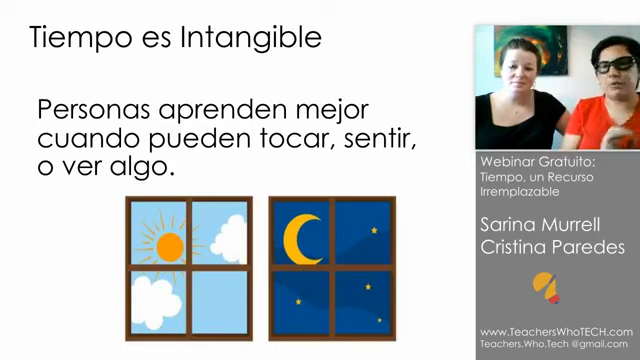 Tiempo es Intangible
Personas aprenden mejor
cuando pueden tocar, sentir,
o ver algo.
Webinar Gratuito:
Tiempo, un Recurso
Irremplazable
Sarina Murrell
Cristina Paredes
www.TeachersWhoTECH.com
Teachers.Who.Tech @gmail.com